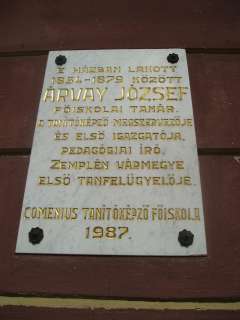 E HÁZBAN LAKOTT
1854-1879 KÖZÖTT
ÁRVAY JÓZSEF
FŐISKOLAI TANÁR,
A TANÍTÓKÉPZŐ MEGSZERVEZŐJE
ÉS ELSŐ IGAZGATÓJA,
PEDAGÓGIAI ÍRÓ,
ZEMPLÉN VÁRMEGYE
ELSŐ TANFELÜGYELŐJE.
COMENIUS TANÍTÓKÉPZŐ FŐISKOLA
1987.